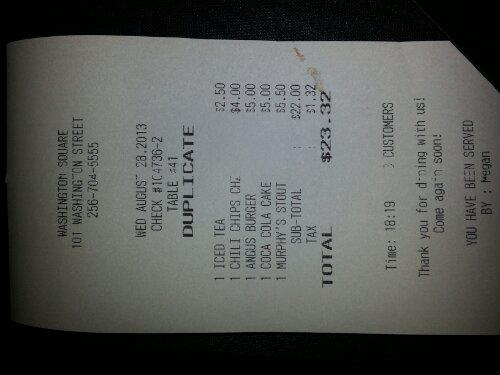 WASHINGTON SQUARE
101 WASHINGTON STREET
256-704-5555
WED AUGUST 28,2013
CHECK #104736-2
TABLE #41
DUPLICATE
1 ICED TEA $2.50
1 CHILI CHIPS CHZ $4.00
1 ANGUS BURGER $5.00
1 COCA COLA CAKE $5.00
1 MURPHY'S STOUT $5.50
SUB-TOTAL : $22.00
TAX : $1.32
TOTAL $23.32
Time: 18:19 CUSTOMERS
Thank you for dining with us!
Come again soon!
YOU HAVE BEEN SERVED
BY : Megan